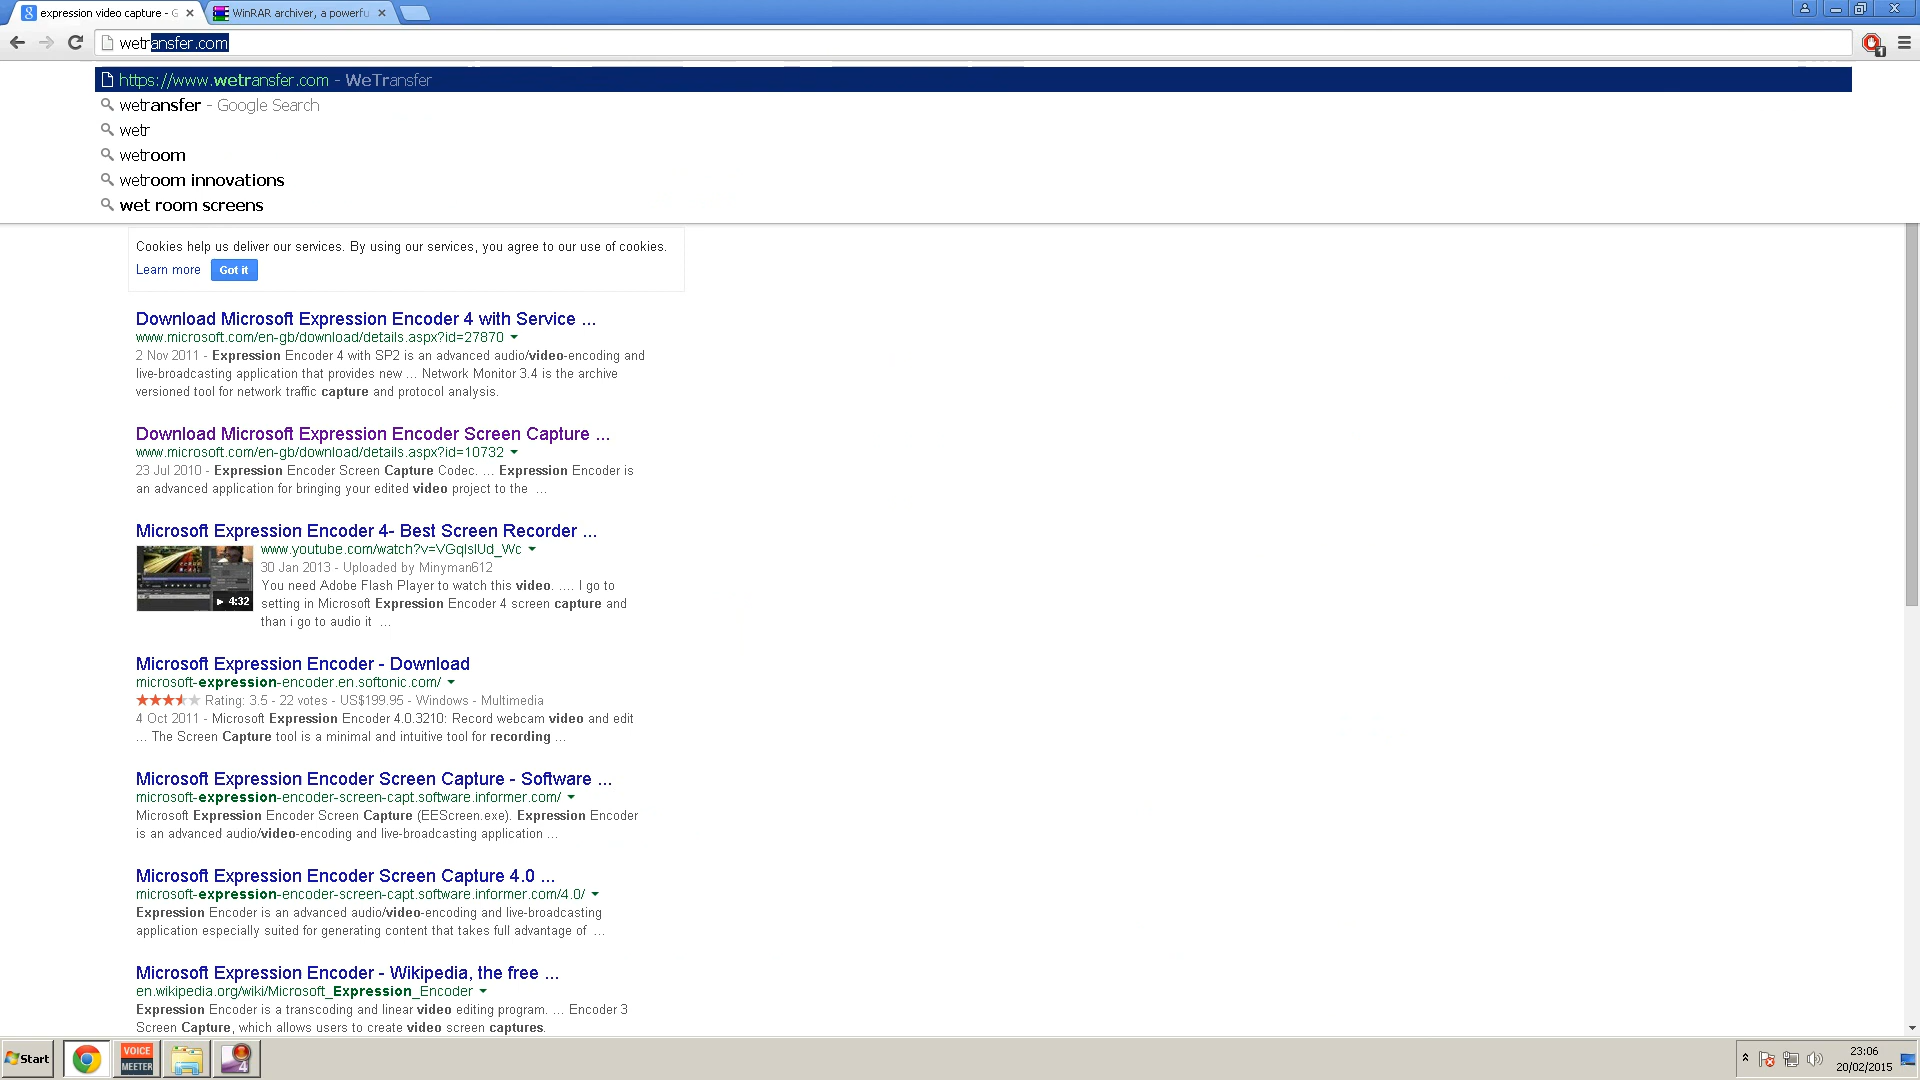 expression video capture - G
WinRAR archiver, a powerfu
wetransfer.com
1
https://www.wetransfer.com - WeTransfer
wetransfer - Google Search
wetr
wetroom
wetroom innovations
wet room screens
Cookies help us deliver our services. By using our services, you agree to our use of cookies.
Learn more Got it
Download Microsoft Expression Encoder 4 with Service ...
www.microsoft.com/en-gb/download/details.aspx?id=27870
2 Nov 2011 - Expression Encoder 4 with SP2 is an advanced audio/video-encoding and
live-broadcasting application that provides new ... Network Monitor 3.4 is the archive
versioned tool for network traffic capture and protocol analysis.
Download Microsoft Expression Encoder Screen Capture ...
www.microsoft.com/en-gb/download/details.aspx?id=10732
23 Jul 2010 - Expression Encoder Screen Capture Codec. ... Expression Encoder is
an advanced application for bringing your edited video project to the ...
Microsoft Expression Encoder 4- Best Screen Recorder ...
www.youtube.com/watch?v=VGqlslUd_Wc
30 Jan 2013 - Uploaded by Minyman612
You need Adobe Flash Player to watch this video. .... I go to
4:32
setting in Microsoft Expression Encoder 4 screen capture and
than i go to audio it ...
Microsoft Expression Encoder - Download
microsoft-expression-encoder.en.softonic.com/
Rating: 3.5 - 22 votes - US$199.95 - Windows - Multimedia
4 Oct 2011 - Microsoft Expression Encoder 4.0.3210: Record webcam video and edit
... The Screen Capture tool is a minimal and intuitive tool for recording ...
Microsoft Expression Encoder Screen Capture - Software ...
microsoft-expression-encoder-screen-capt.software.informer.com/
Microsoft Expression Encoder Screen Capture (EEScreen.exe). Expression Encoder
is an advanced audio/video-encoding and live-broadcasting application ...
Microsoft Expression Encoder Screen Capture 4.0 ...
microsoft-expression-encoder-screen-capt.software.informer.com/4.0/
Expression Encoder is an advanced audio/video-encoding and live-broadcasting
application especially suited for generating content that takes full advantage of ...
Microsoft Expression Encoder - Wikipedia, the free ...
en.wikipedia.org/wiki/Microsoft_Expression_Encoder
Expression Encoder is a transcoding and linear video editing program. ... Encoder 3
Screen Capture, which allows users to create video screen captures.
Start
VOICE
MEETER
4
23:06
20/02/2015